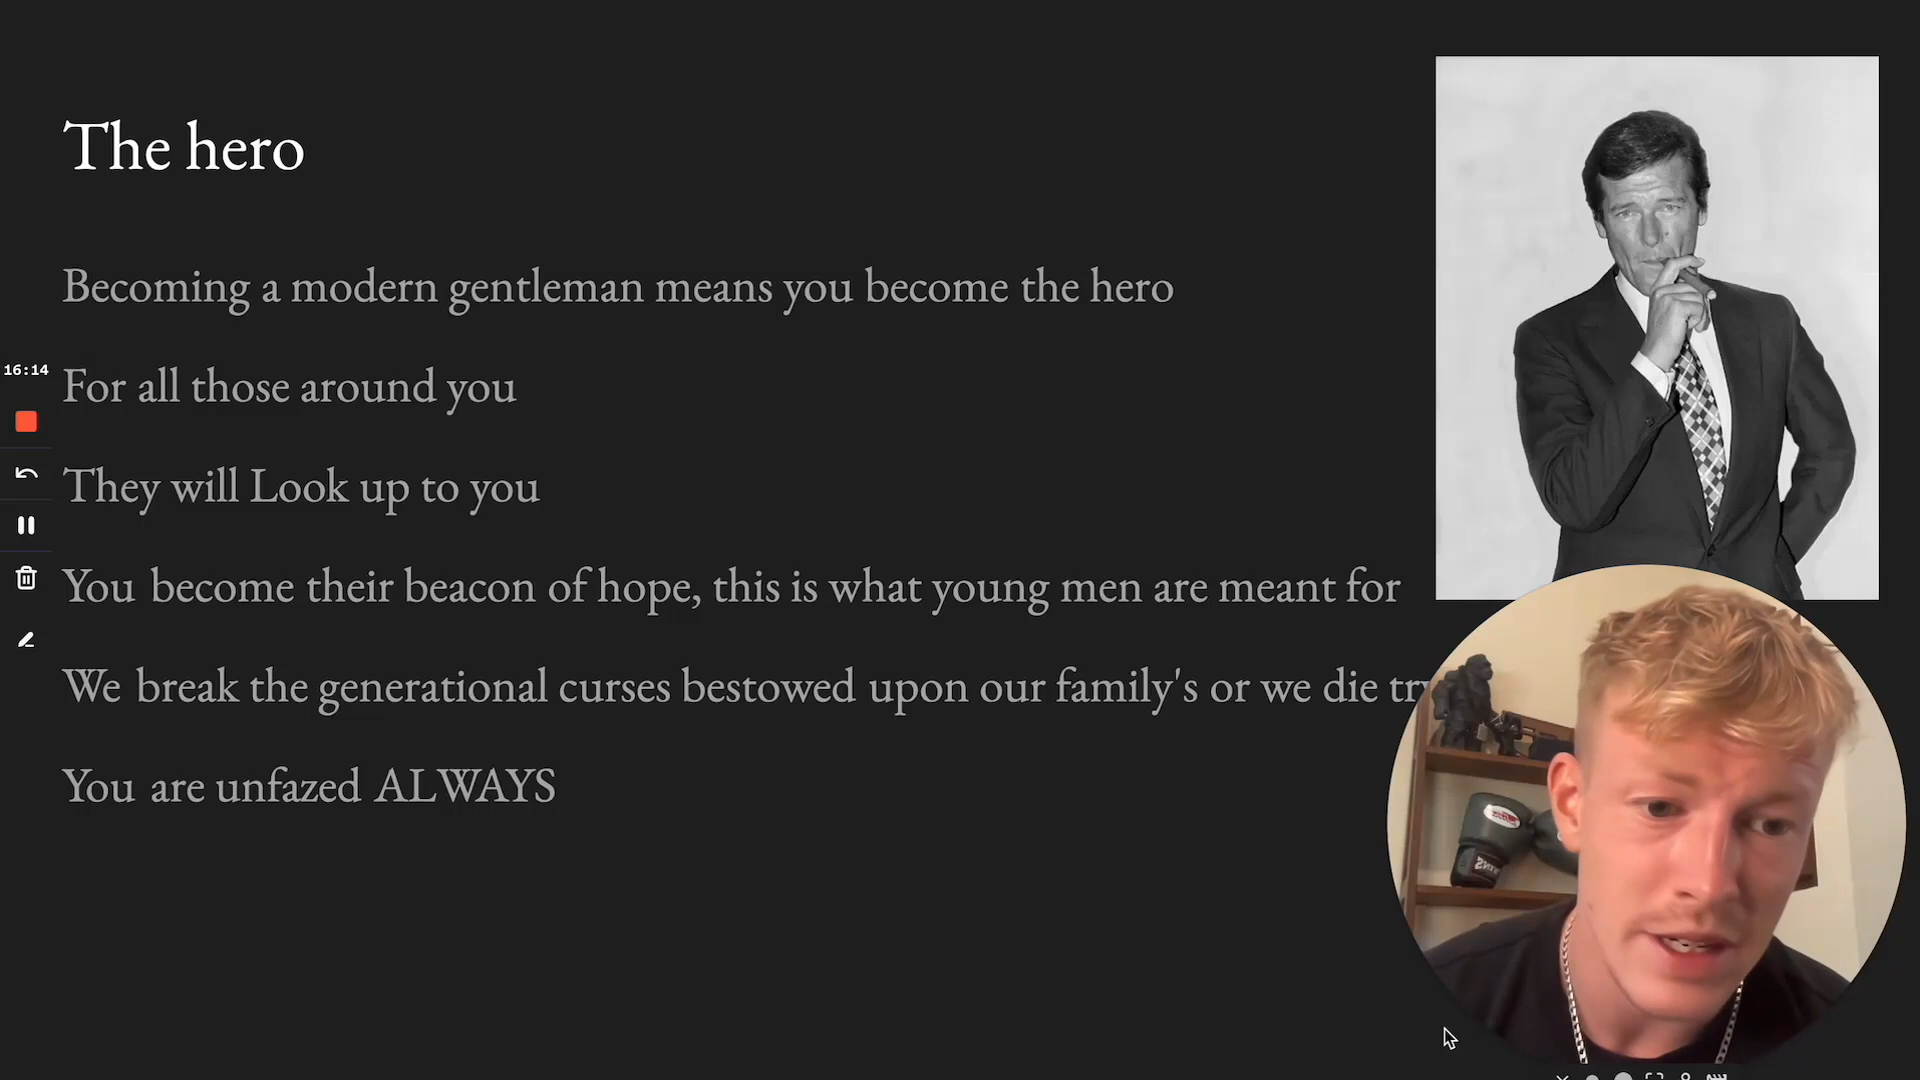 The hero
Becoming a modern gentleman means you become the hero
For all those around you
They will Look up to you
You become their beacon of hope, this is what young men are meant for
We break the generational curses bestowed upon our family's or we die
You are unfazed ALWAYS
16:14